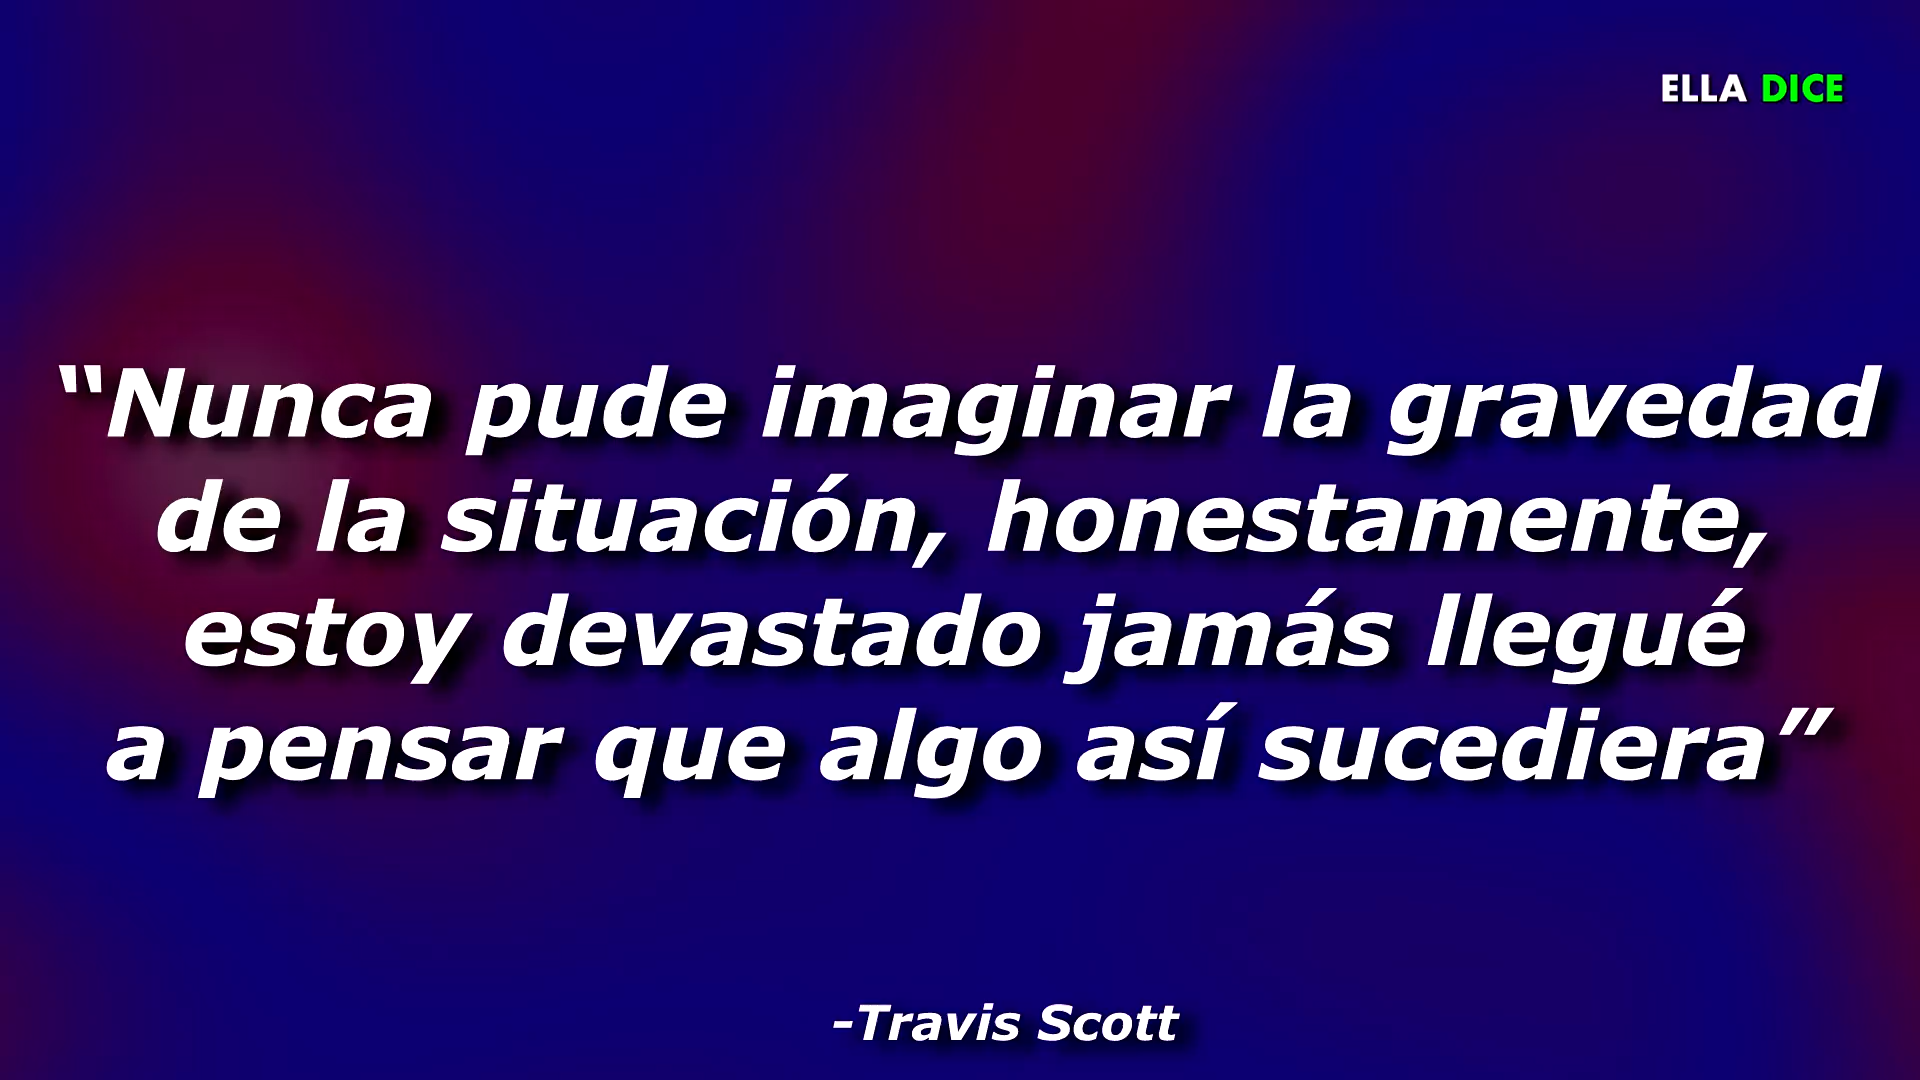 ELLA DICE
“Nunca pude imaginar la gravedad
de la situación, honestamente,
estoy devastado jamás llegué
a pensar que algo así sucediera”
-Travis Scott